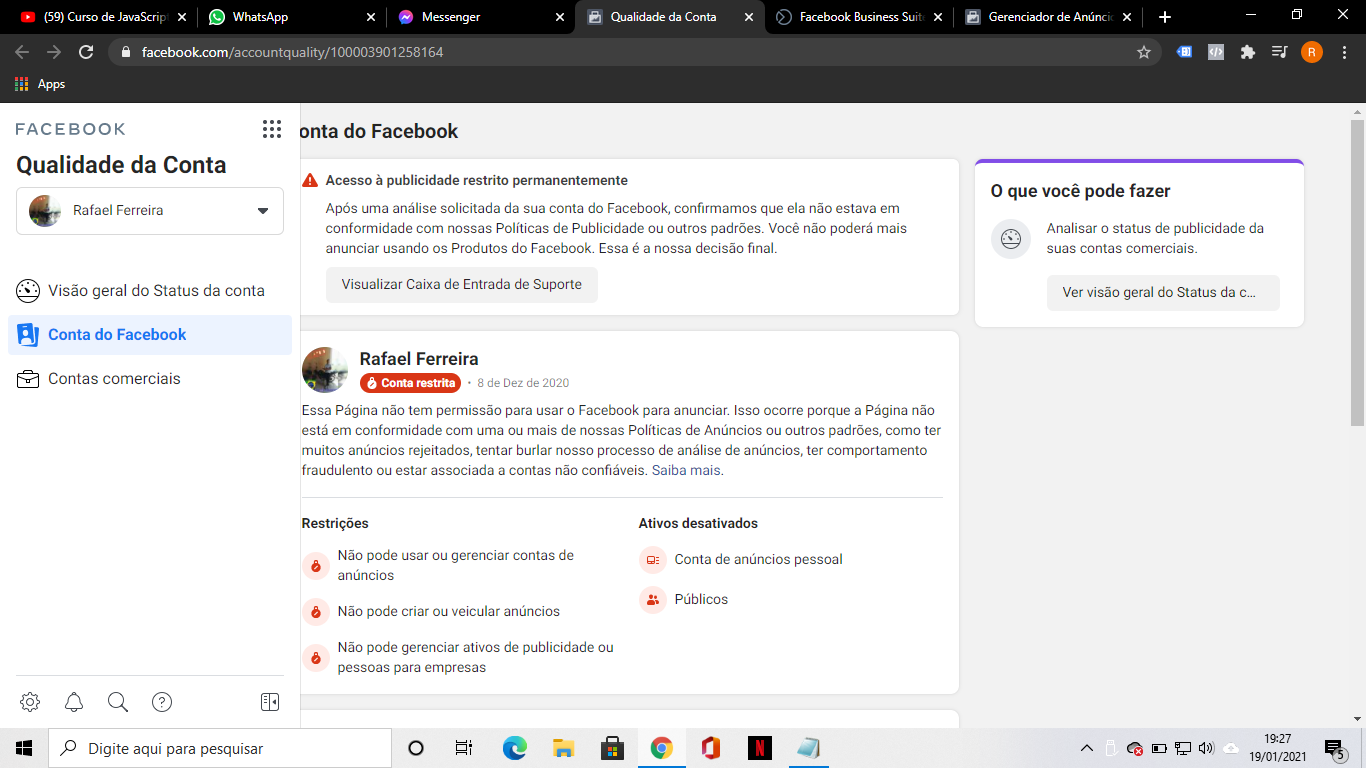 (59) Curso de JavaScript
WhatsApp
Messenger
Qualidade da Conta
Facebook Business Suit
Gerenciador de Anúnci
facebook.com/accountquality/100003901258164
R
Apps
FACEBOOK
Qualidade da Conta
Rafael Ferreira
Visão geral do Status da conta
Conta do Facebook
Contas comerciais
onta do Facebook
Acesso à publicidade restrito permanentemente
Após uma análise solicitada da sua conta do Facebook, confirmamos que ela não estava em
conformidade com nossas Políticas de Publicidade ou outros padrões. Você não poderá mais
anunciar usando os Produtos do Facebook. Essa é a nossa decisão final.
Visualizar Caixa de Entrada de Suporte
Rafael Ferreira
Conta restrita • 8 de Dez de 2020
Essa Página não tem permissão para usar o Facebook para anunciar. Isso ocorre porque a Página não
está em conformidade com uma ou mais de nossas Políticas de Anúncios ou outros padrões, como ter
muitos anúncios rejeitados, tentar burlar nosso processo de análise de anúncios, ter comportamento
fraudulento ou estar associada a contas não confiáveis. Saiba mais.
Restrições
Não pode usar ou gerenciar contas de
anúncios
Não pode criar ou veicular anúncios
Não pode gerenciar ativos de publicidade ou
pessoas para empresas
Ativos desativados
Conta de anúncios pessoal
Públicos
O que você pode fazer
Analisar o status de publicidade da
suas contas comerciais.
Ver visão geral do Status da c...
Digite aqui para pesquisar
19:27
19/01/2021
5